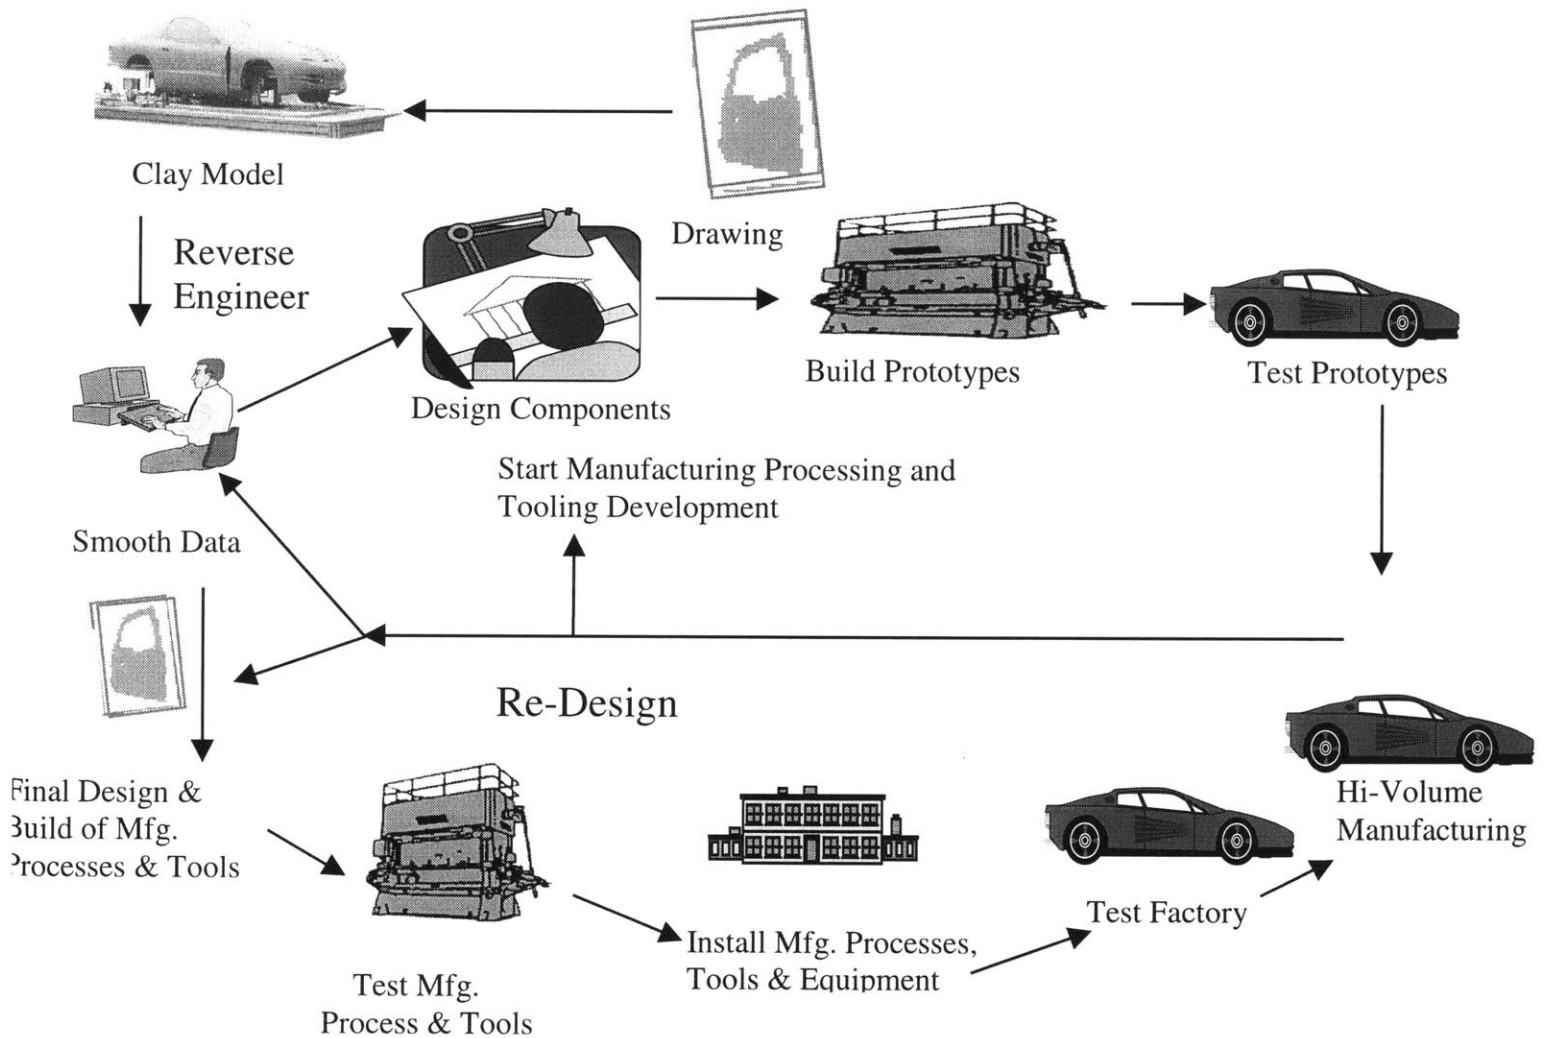 Clay Model
Drawing
Reverse
Engineer
Design Components
Build Prototypes
Test Prototypes
Start Manufacturing Processing and
Tooling Development
Smooth Data
Re-Design
Final Design &
Build of Mfg.
Processes & Tools
Test Mfg.
Process & Tools
Install Mfg. Processes,
Tools & Equipment
Test Factory
Hi-Volume
Manufacturing